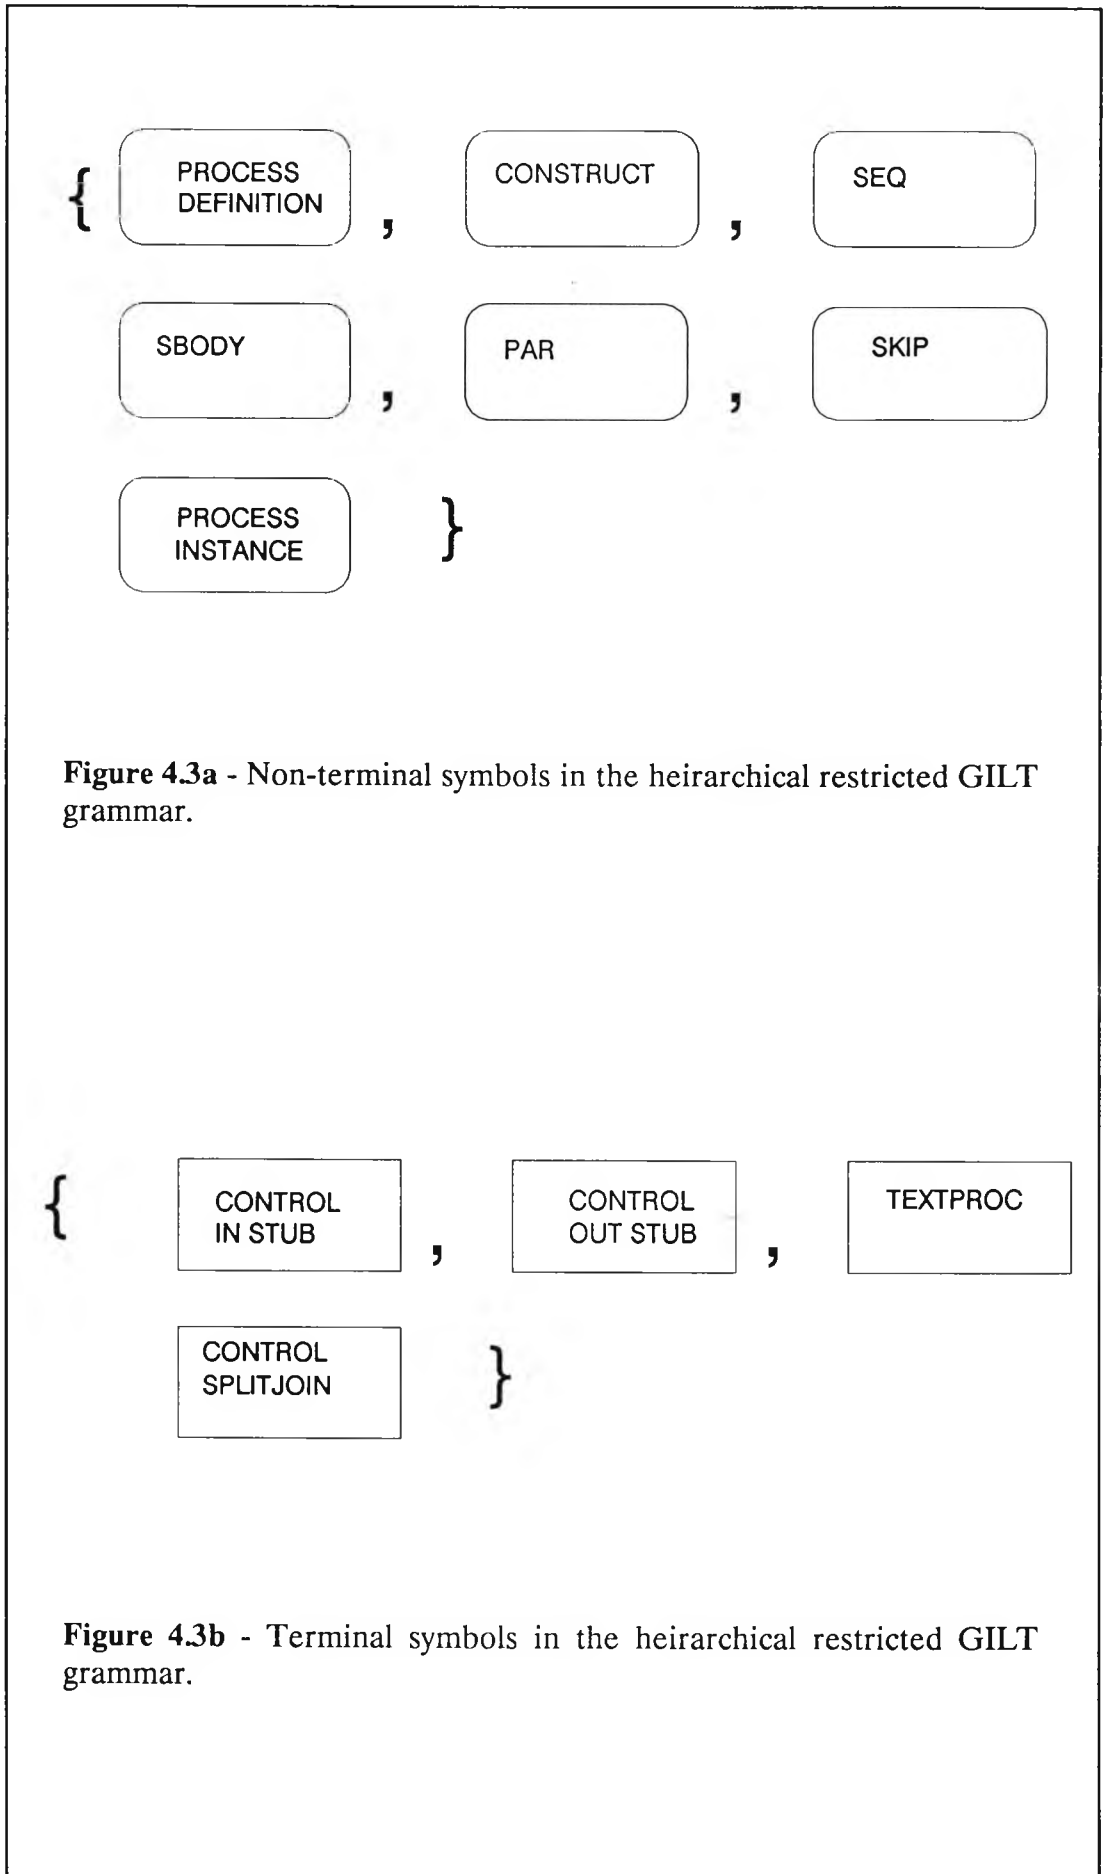 { PROCESS DEFINITION , CONSTRUCT , SEQ
SBODY , PAR , SKIP
PROCESS INSTANCE }
Figure 4.3a - Non-terminal symbols in the heirarchical restricted GILT
grammar.
{ CONTROL IN STUB , CONTROL OUT STUB , TEXTPROC
CONTROL SPLITJOIN }
Figure 4.3b - Terminal symbols in the heirarchical restricted GILT
grammar.